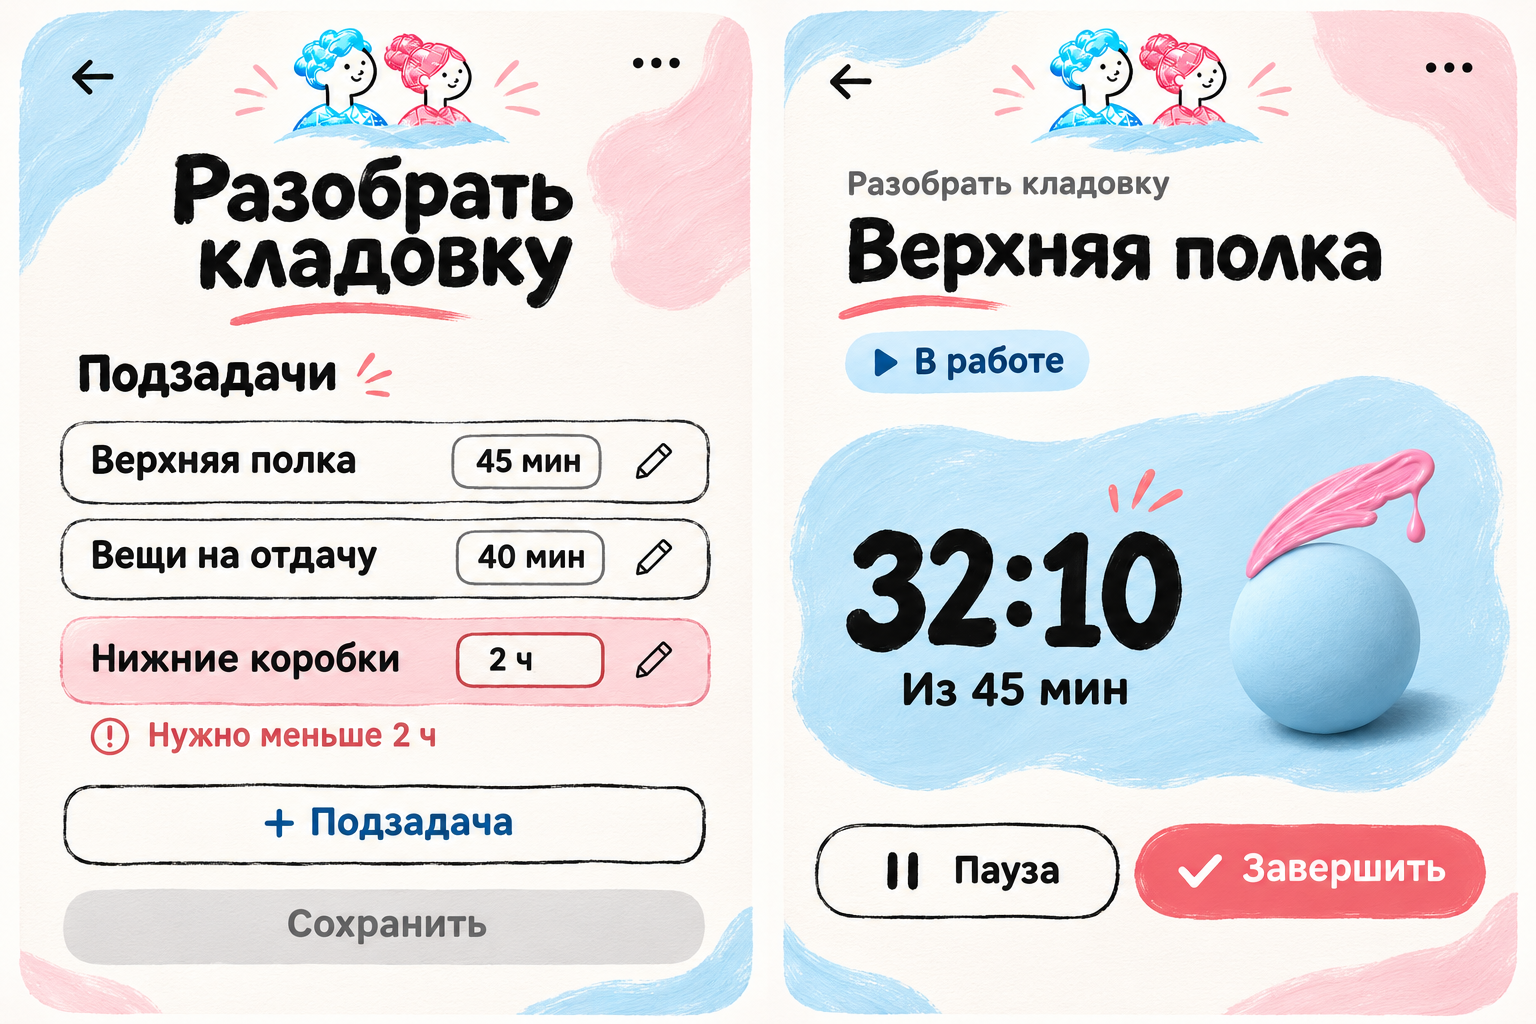 Разобрать
кладовку
Подзадачи
Верхняя полка 45 мин
Вещи на отдачу 40 мин
Нижние коробки 2 ч
Нужно меньше 2 ч
+ Подзадача
Сохранить
Разобрать кладовку
Верхняя полка
В работе
32:10
Из 45 мин
Пауза
Завершить